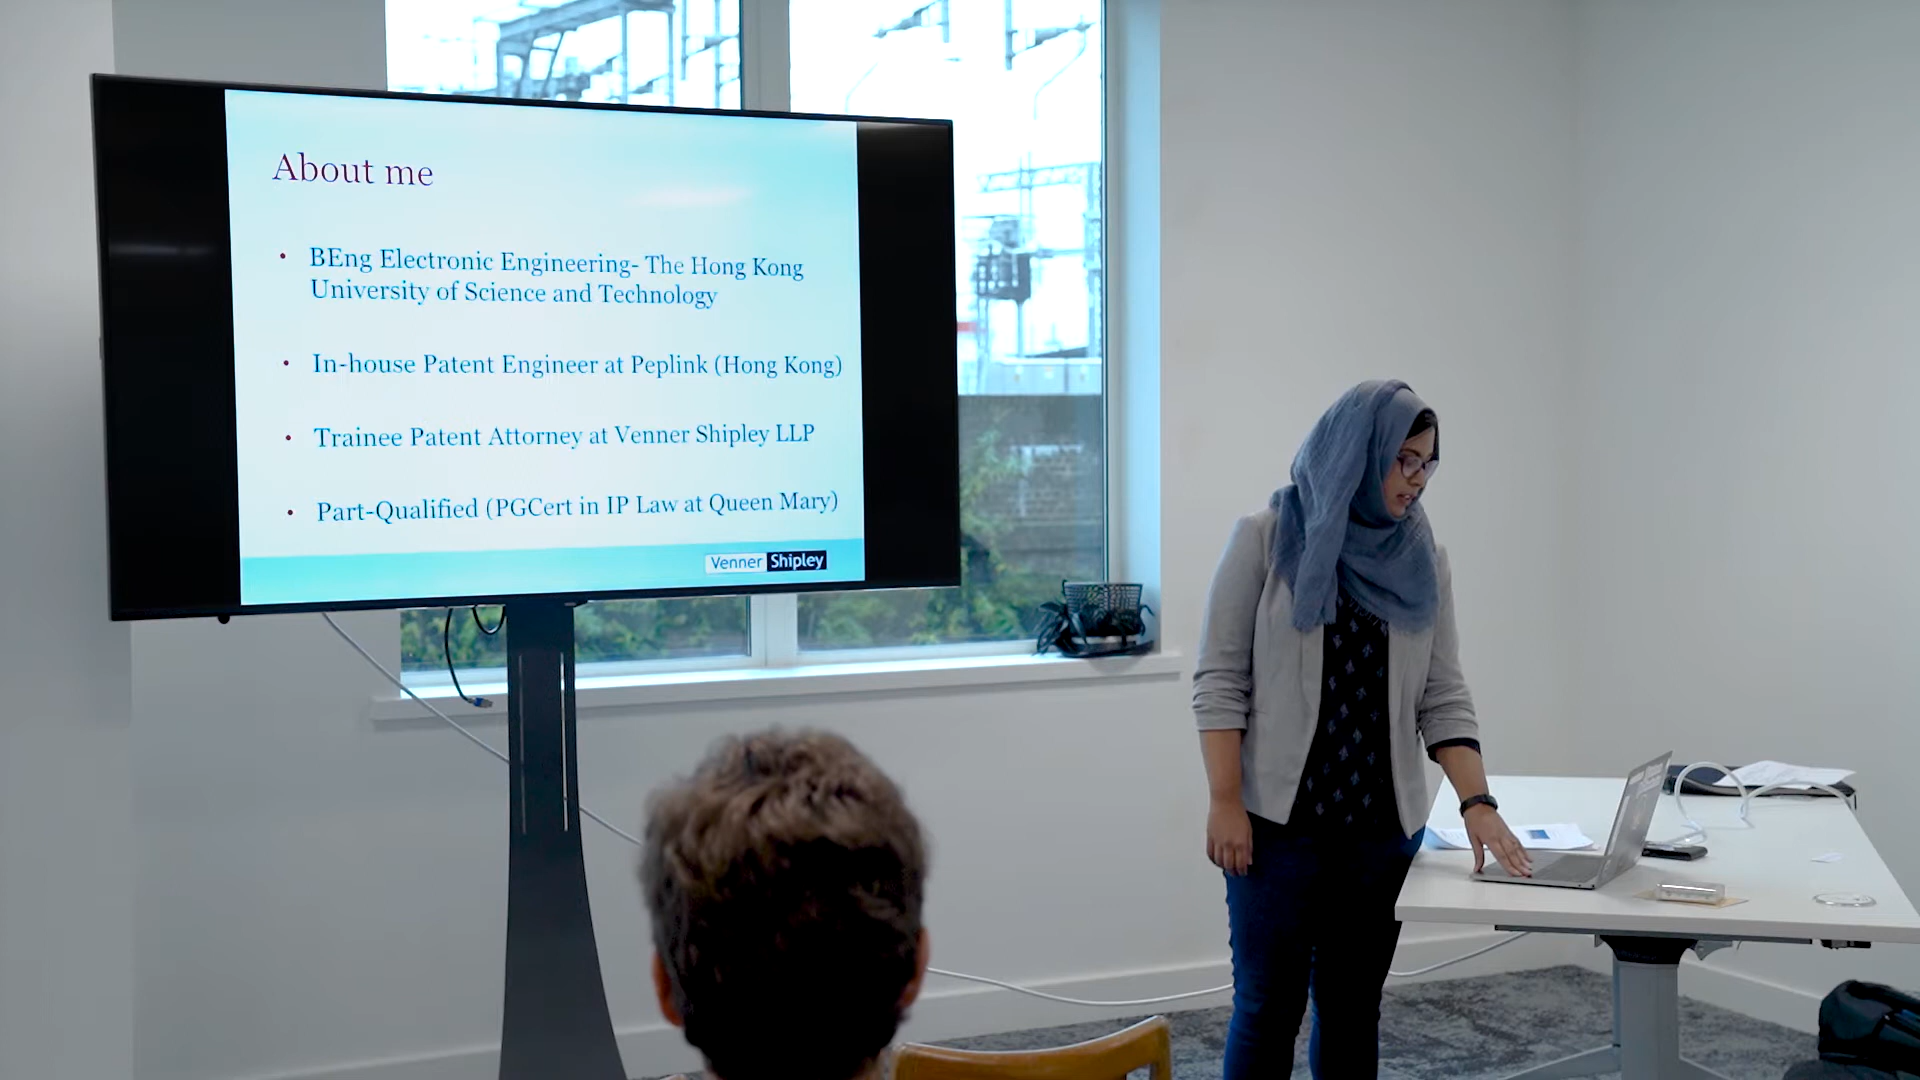 About me
• BEng Electronic Engineering- The Hong Kong
University of Science and Technology
• In-house Patent Engineer at Peplink (Hong Kong)
• Trainee Patent Attorney at Venner Shipley LLP
• Part-Qualified (PGCert in IP Law at Queen Mary)
Venner Shipley